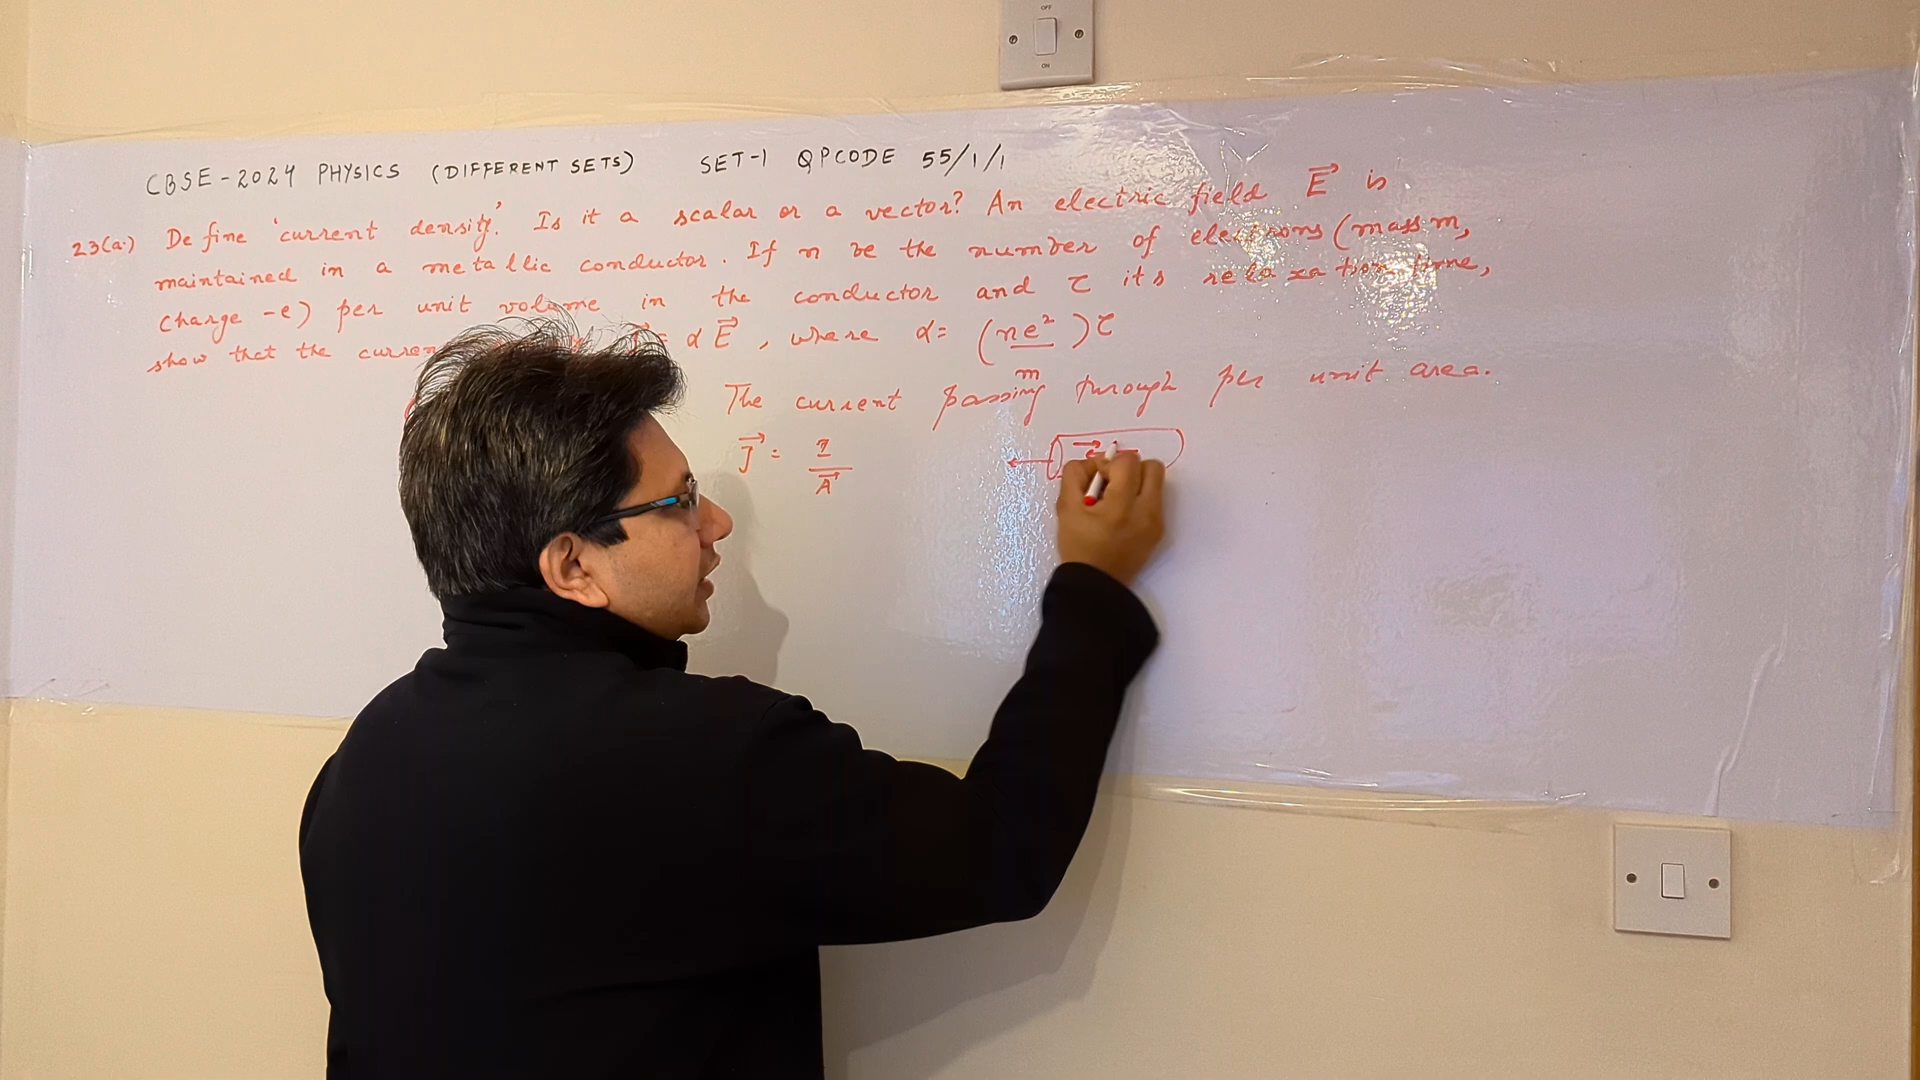 OFF
ON
CBSE-2024 PHYSICS (DIFFERENT SETS) SET-1 QPCODE 55/1/1
23(a.) Define 'current density'. Is it a scalar or a vector? An electric field E⃗ is
maintained in a metallic conductor. If n be the number of electrons (mass m,
charge -e) per unit volume in the conductor and τ its relaxation time,
show that the curren = α E⃗ , where α = (ne²/m)τ
The current passing through per unit area.
J⃗ = I/A⃗